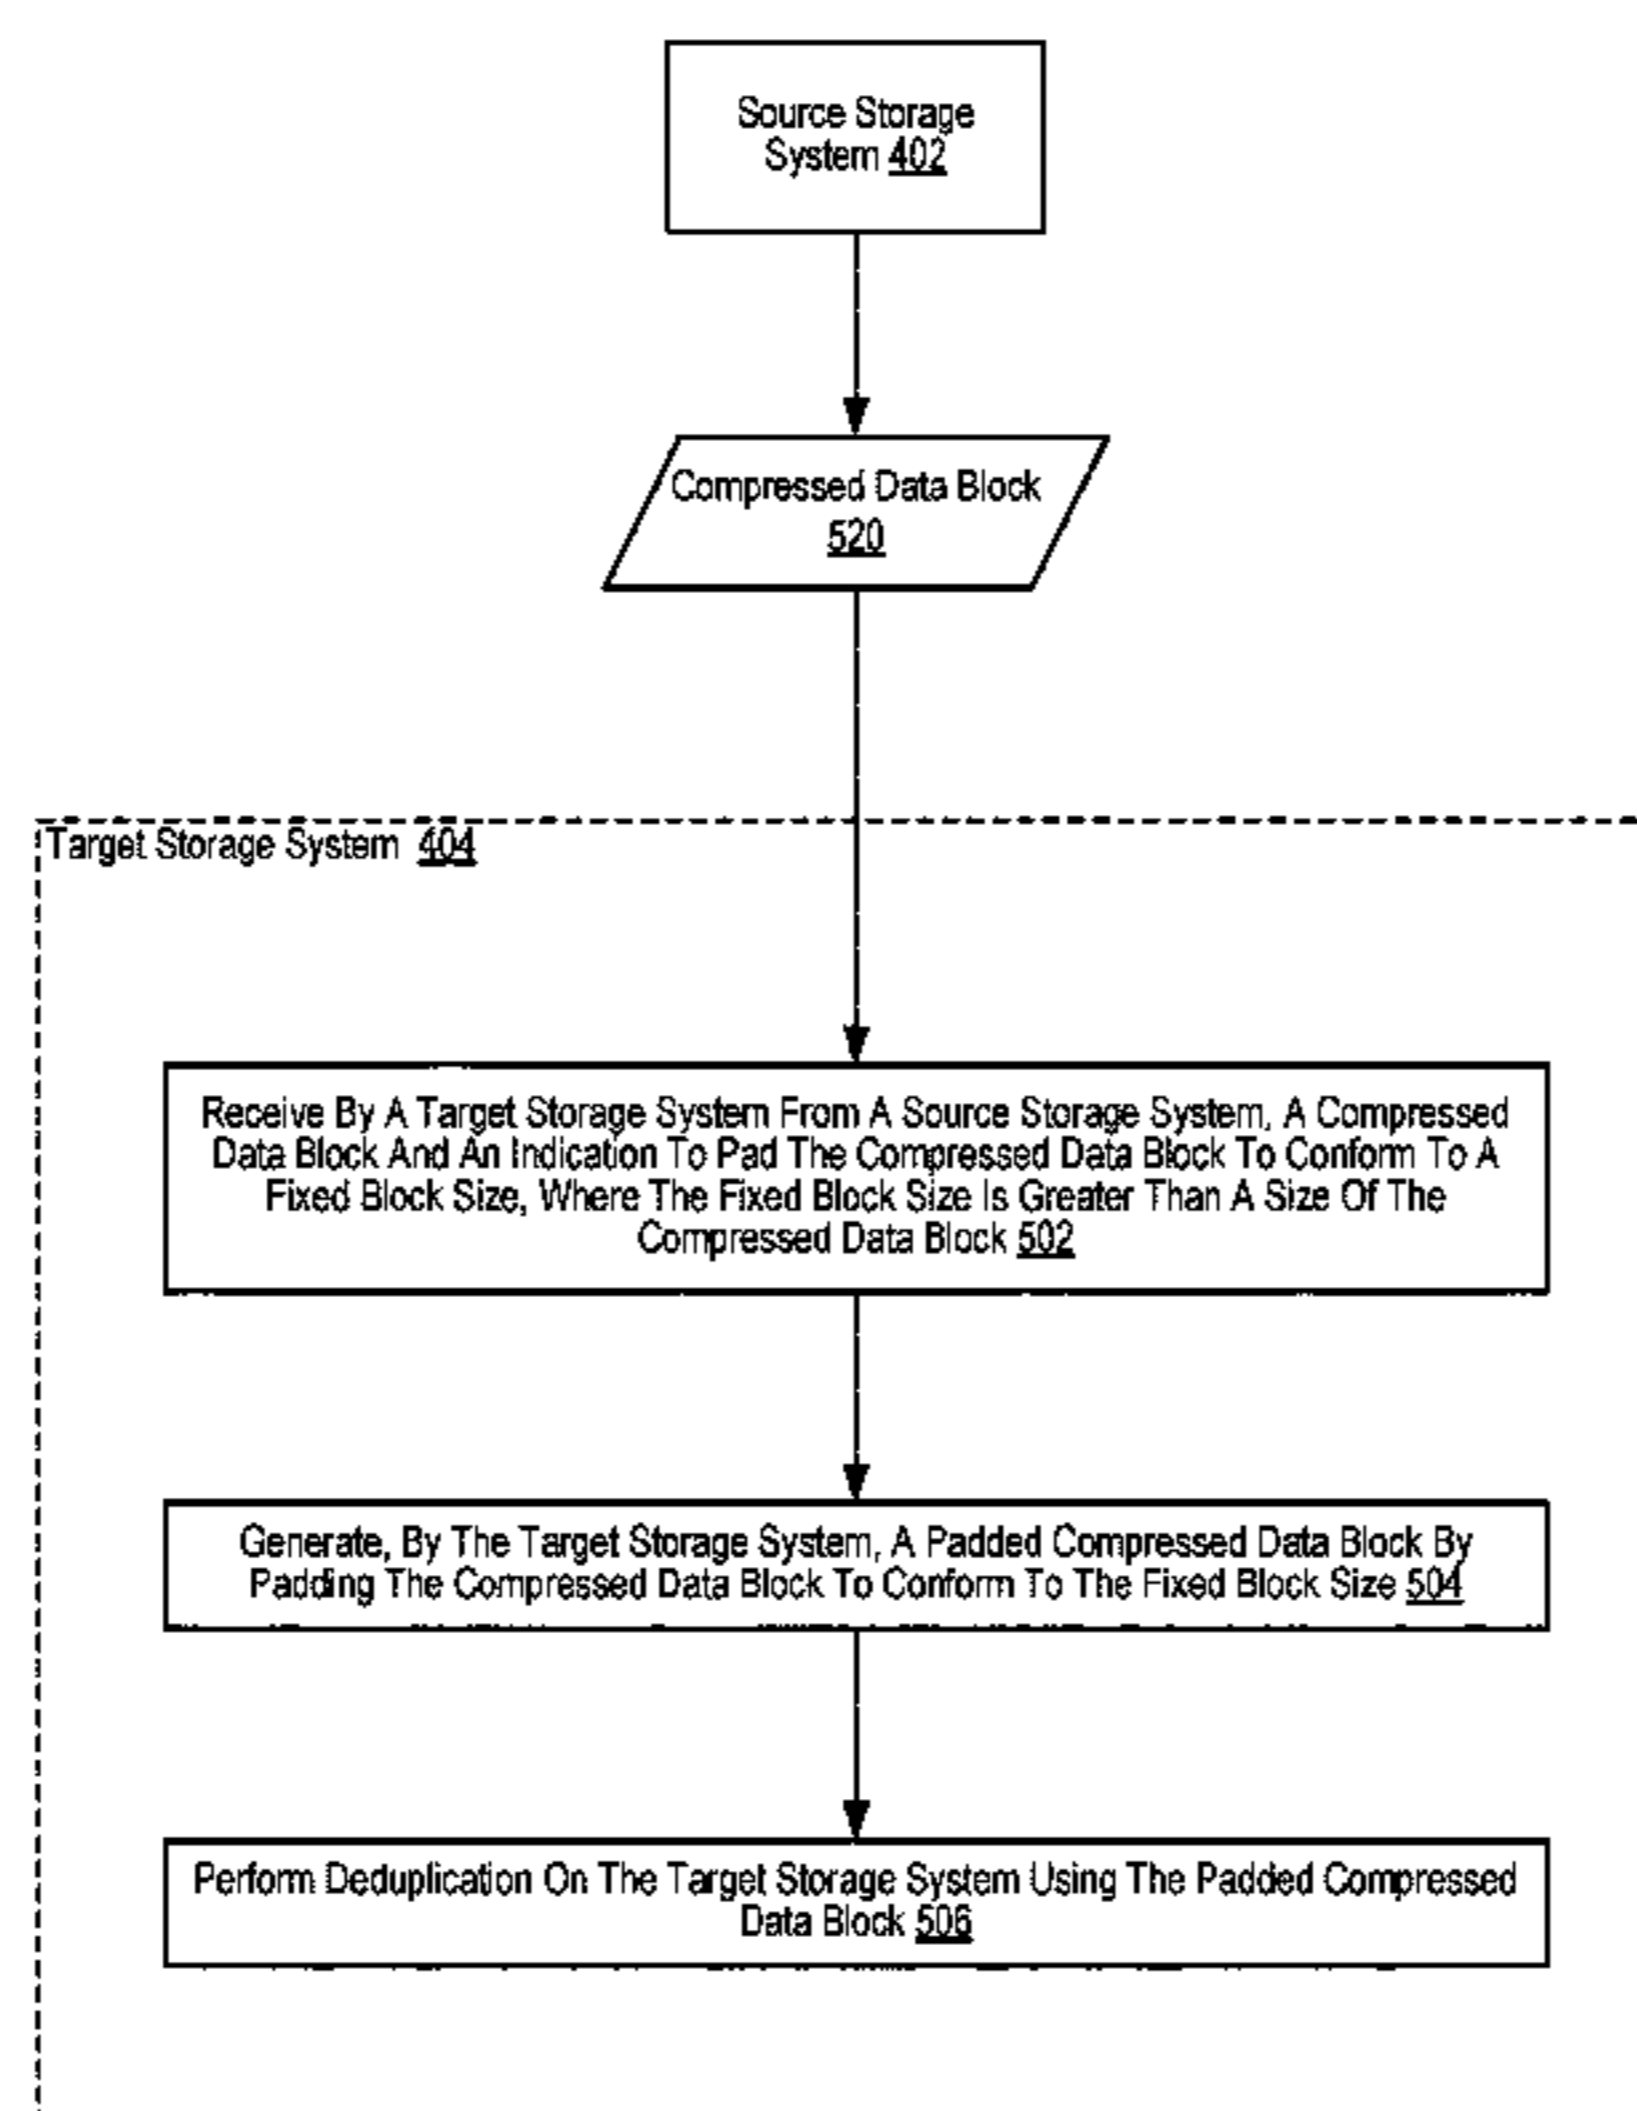 Source Storage
System 402
Compressed Data Block
520
Target Storage System 404
Receive By A Target Storage System From A Source Storage System, A Compressed
Data Block And An Indication To Pad The Compressed Data Block To Conform To A
Fixed Block Size, Where The Fixed Block Size Is Greater Than A Size Of The
Compressed Data Block 502
Generate, By The Target Storage System, A Padded Compressed Data Block By
Padding The Compressed Data Block To Conform To The Fixed Block Size 504
Perform Deduplication On The Target Storage System Using The Padded Compressed
Data Block 506